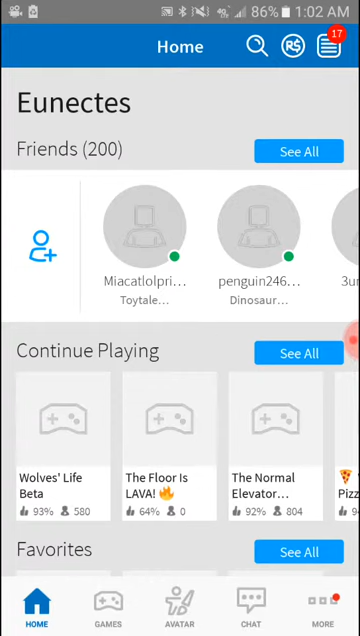 86% 1:02 AM
Home
R$
17
Eunectes
Friends (200)
See All
Miacatlolpri...
penguin246...
Toytale...
Dinosaur...
Continue Playing
See All
Wolves' Life
Beta
93% 580
The Floor Is
LAVA! 🔥
64% 0
The Normal
Elevator...
92% 804
Favorites
See All
HOME
GAMES
AVATAR
CHAT
MORE